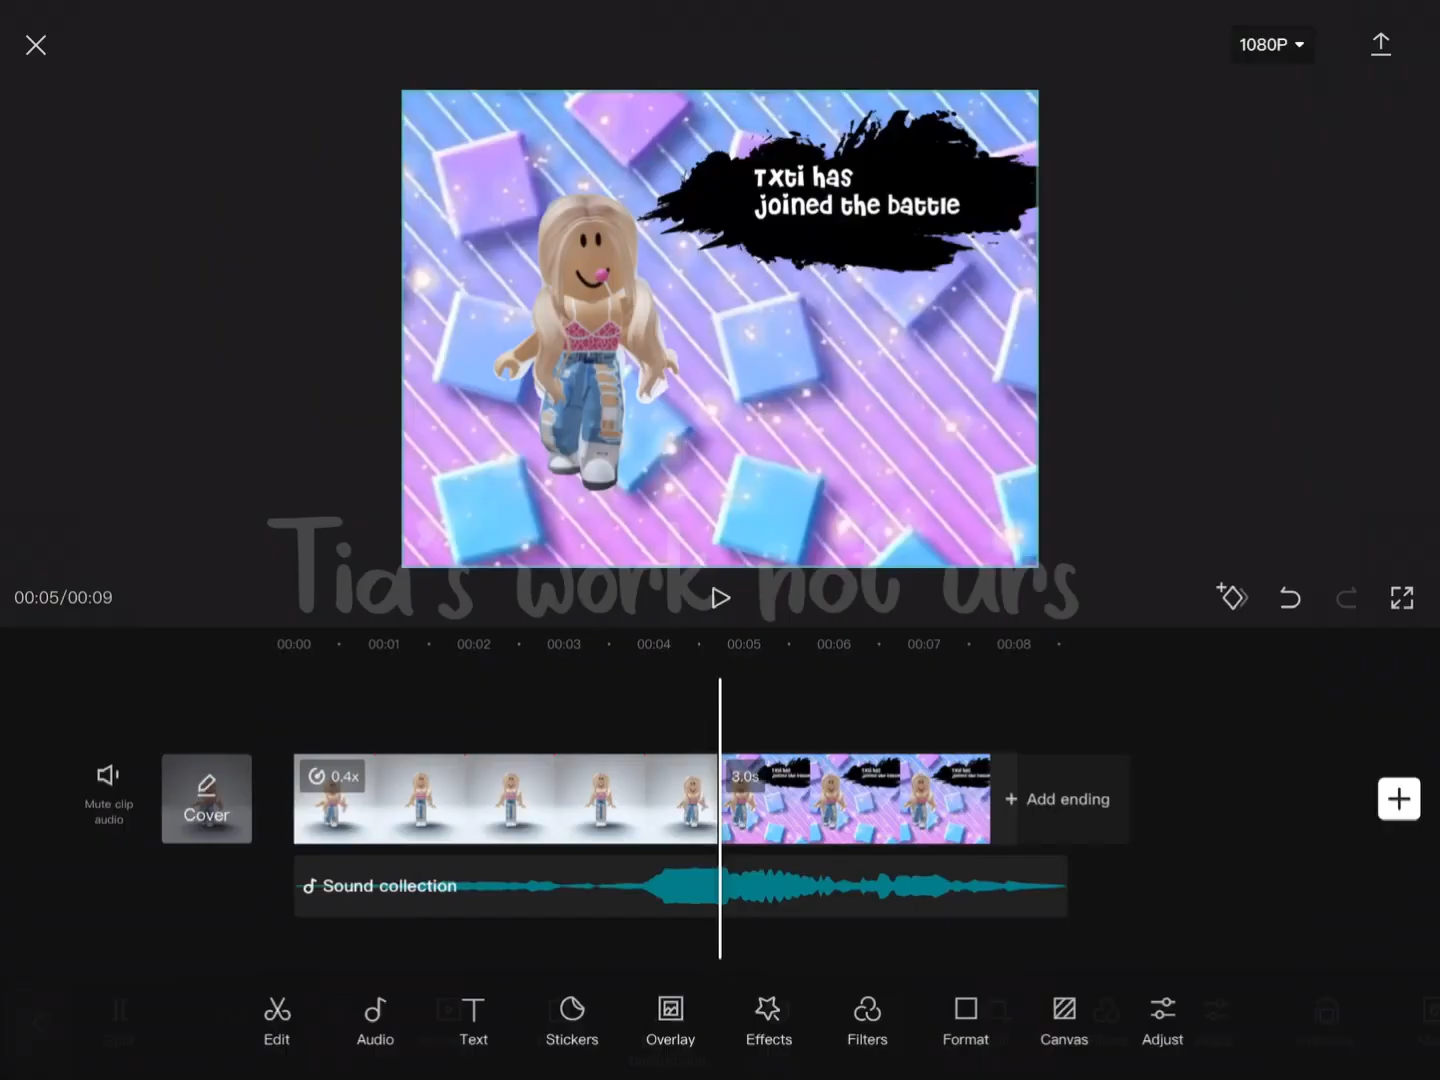 1080P
Txti has
joined the battle
Tia's work not urs
00:05/00:09
00:00 00:01 00:02 00:03 00:04 00:05 00:06 00:07 00:08
Mute clip
audio
Cover
0.4x
3.0s
+ Add ending
Sound collection
Edit Audio Text Stickers Overlay Effects Filters Format Canvas Adjust